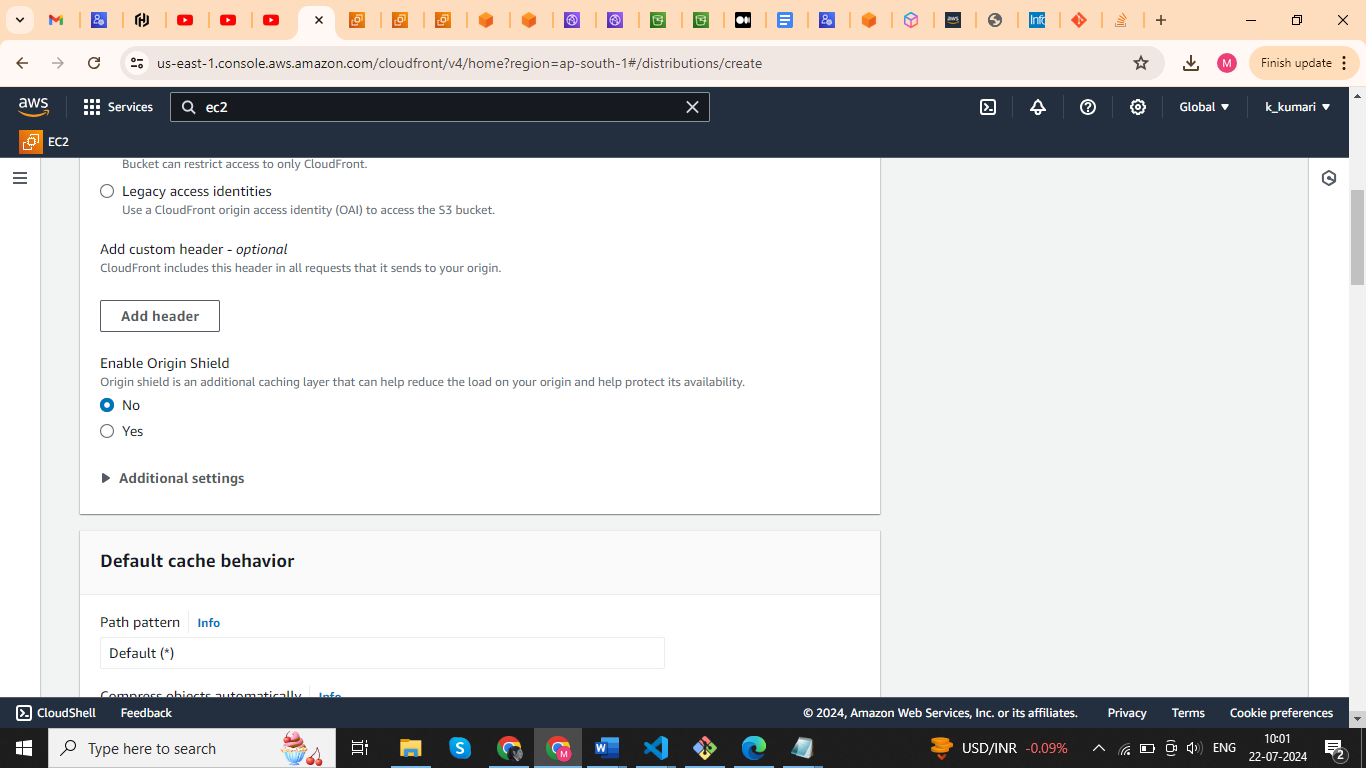 us-east-1.console.aws.amazon.com/cloudfront/v4/home?region=ap-south-1#/distributions/create
M
Finish update
aws
Services
ec2
Global
k_kumari
EC2
Bucket can restrict access to only CloudFront.
Legacy access identities
Use a CloudFront origin access identity (OAI) to access the S3 bucket.
Add custom header - optional
CloudFront includes this header in all requests that it sends to your origin.
Add header
Enable Origin Shield
Origin shield is an additional caching layer that can help reduce the load on your origin and help protect its availability.
No
Yes
Additional settings
Default cache behavior
Path pattern
Info
Default (*)
Compress objects automatically
Info
CloudShell
Feedback
© 2024, Amazon Web Services, Inc. or its affiliates.
Privacy
Terms
Cookie preferences
Type here to search
USD/INR -0.09%
ENG
10:01
22-07-2024
2